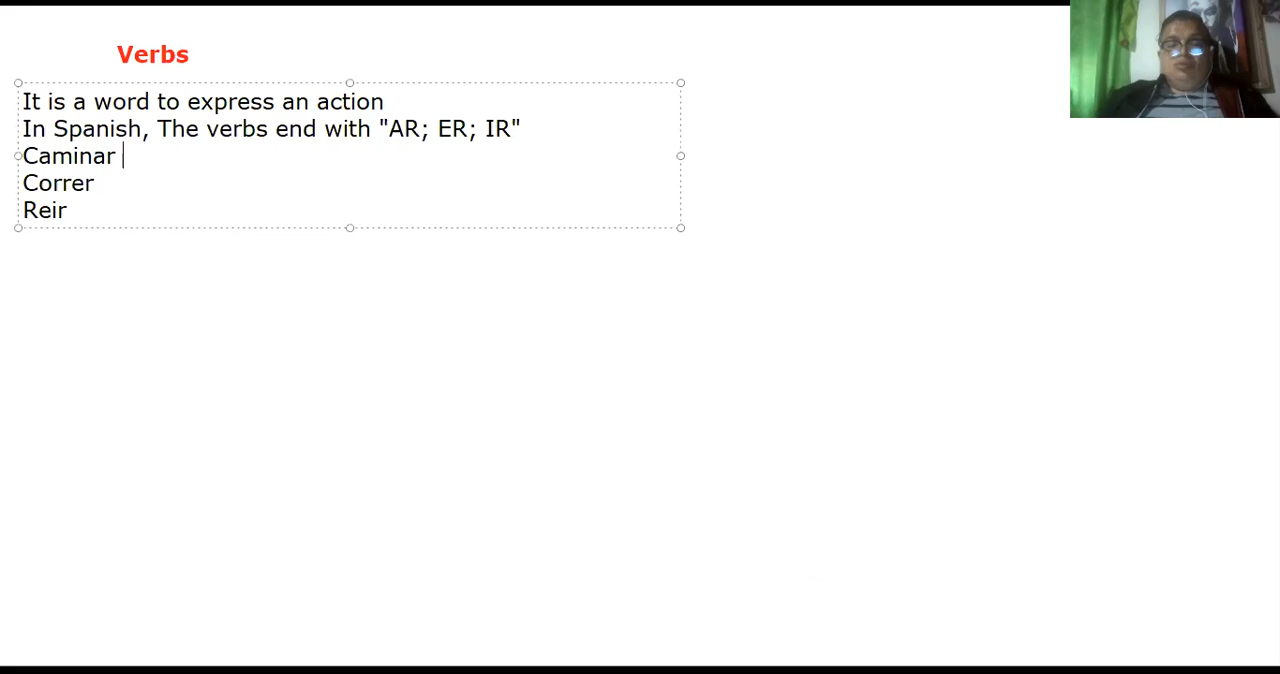 Verbs
It is a word to express an action
In Spanish, The verbs end with "AR; ER; IR"
Caminar
Correr
Reir